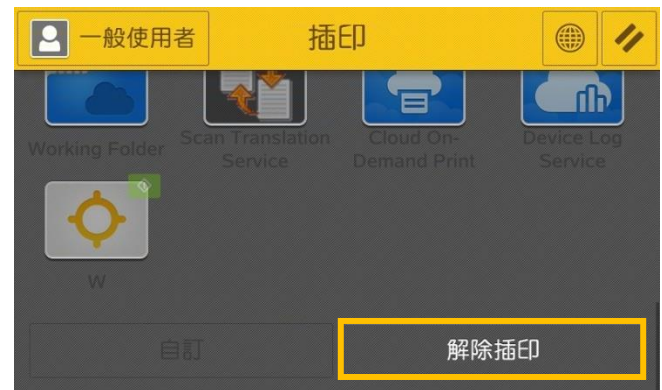 一般使用者
插印
Working Folder
Scan Translation Service
Cloud On-Demand Print
Device Log Service
W
自訂
解除插印